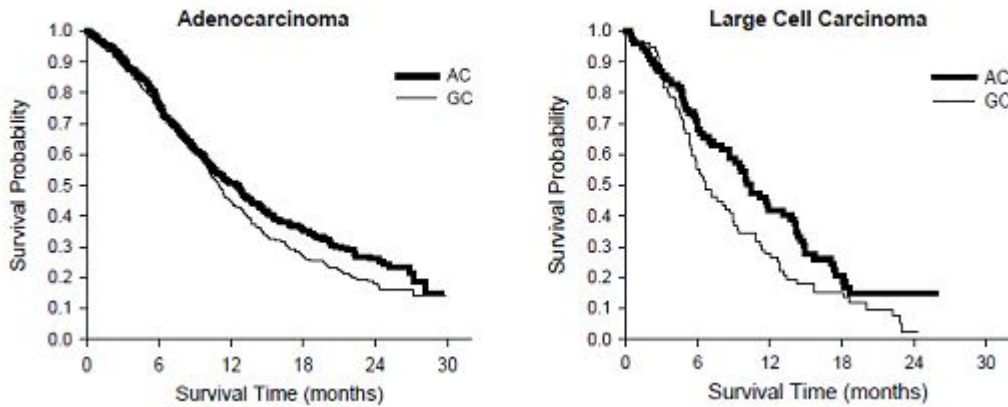 Adenocarcinoma
Survival Probability
1.0
0.9
0.8
0.7
0.6
0.5
0.4
0.3
0.2
0.1
0.0
AC
GC
0 6 12 18 24 30
Survival Time (months)
Large Cell Carcinoma
Survival Probability
1.0
0.9
0.8
0.7
0.6
0.5
0.4
0.3
0.2
0.1
0.0
AC
GC
0 6 12 18 24 30
Survival Time (months)